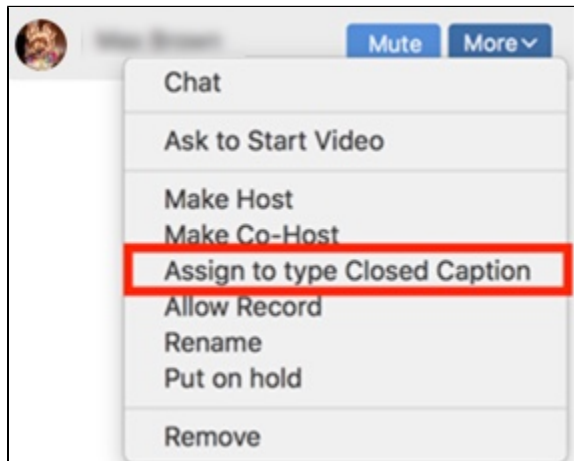 Mute More
Chat
Ask to Start Video
Make Host
Make Co-Host
Assign to type Closed Caption
Allow Record
Rename
Put on hold
Remove